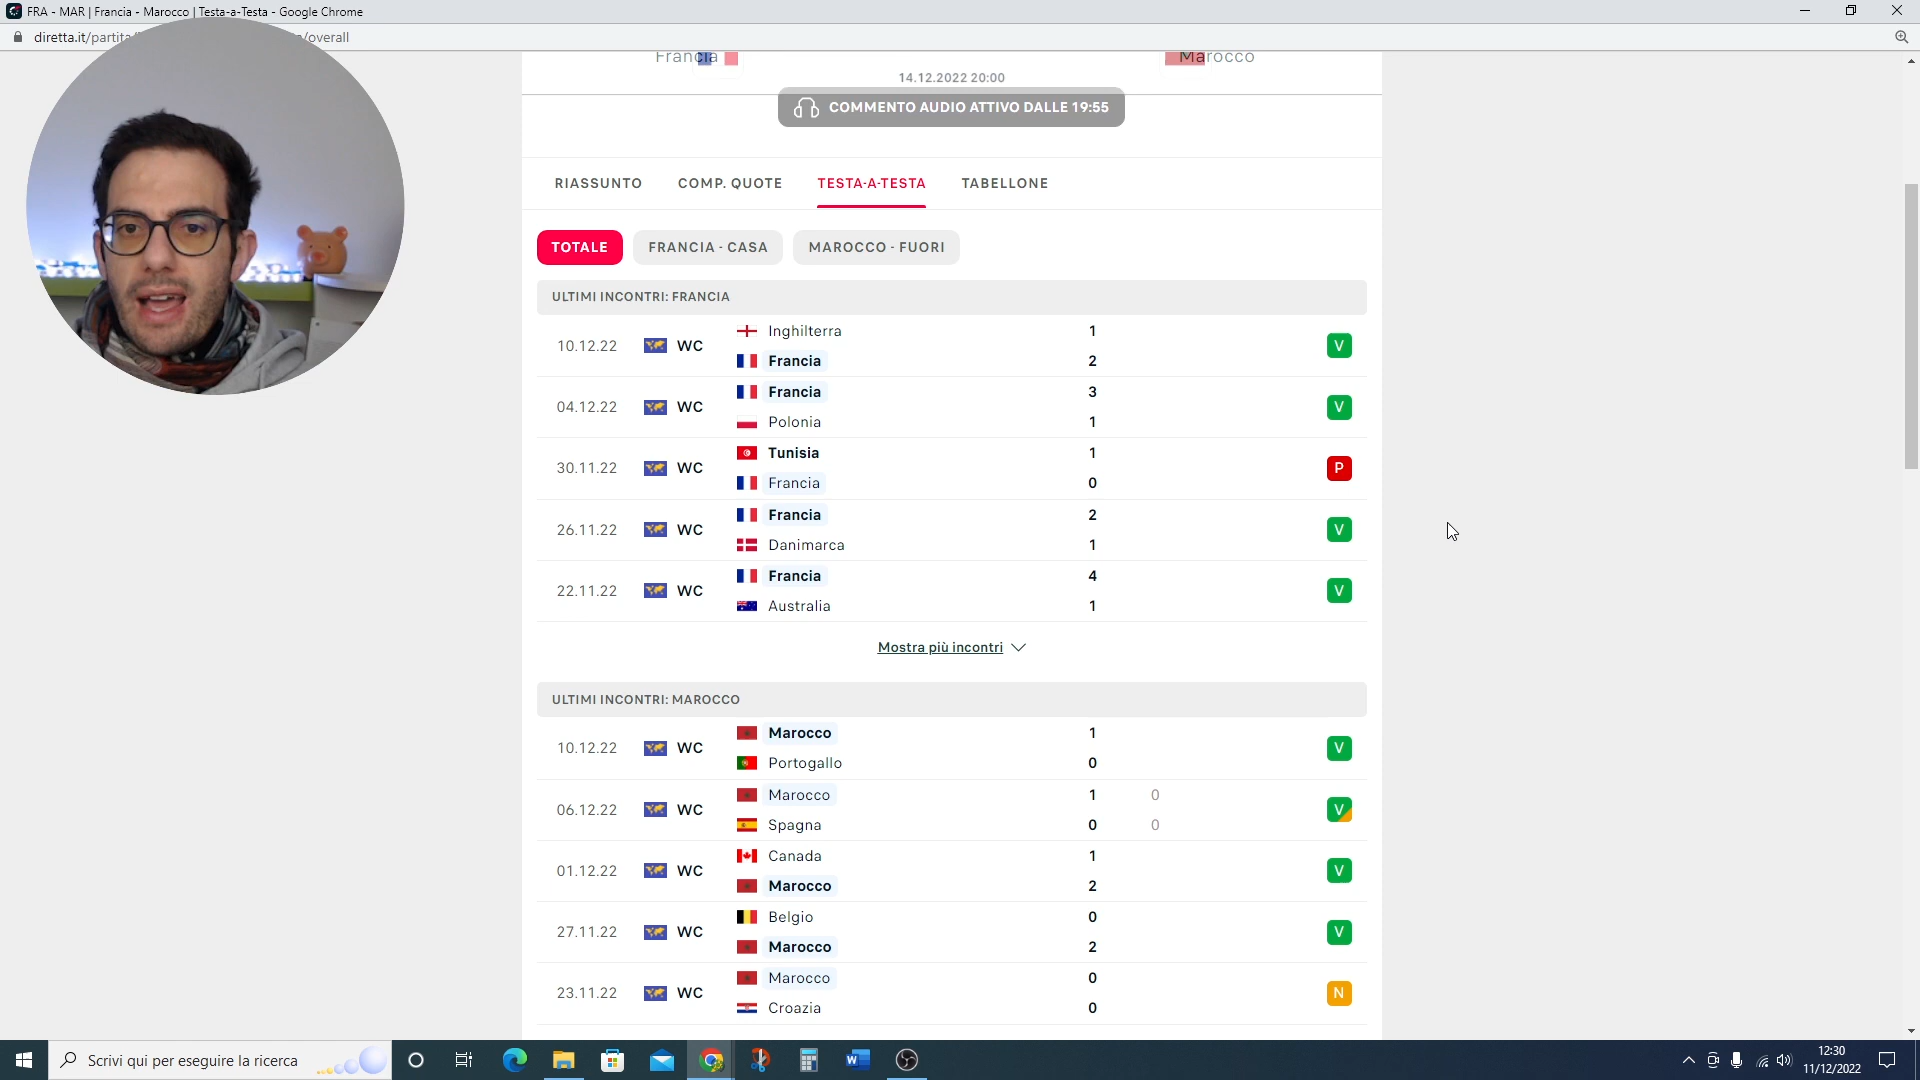 FRA - MAR | Francia - Marocco | Testa-a-Testa - Google Chrome
diretta.it/partita/ /overall
Francia Marocco
14.12.2022 20:00
COMMENTO AUDIO ATTIVO DALLE 19:55
RIASSUNTO COMP. QUOTE TESTA-A-TESTA TABELLONE
TOTALE FRANCIA - CASA MAROCCO - FUORI
ULTIMI INCONTRI: FRANCIA
Inghilterra 1
10.12.22 WC V
Francia 2
Francia 3
04.12.22 WC V
Polonia 1
Tunisia 1
30.11.22 WC P
Francia 0
Francia 2
26.11.22 WC V
Danimarca 1
Francia 4
22.11.22 WC V
Australia 1
Mostra più incontri
ULTIMI INCONTRI: MAROCCO
Marocco 1
10.12.22 WC V
Portogallo 0
Marocco 1 0
06.12.22 WC V
Spagna 0 0
Canada 1
01.12.22 WC V
Marocco 2
Belgio 0
27.11.22 WC V
Marocco 2
Marocco 0
23.11.22 WC N
Croazia 0
Scrivi qui per eseguire la ricerca
12:30
11/12/2022